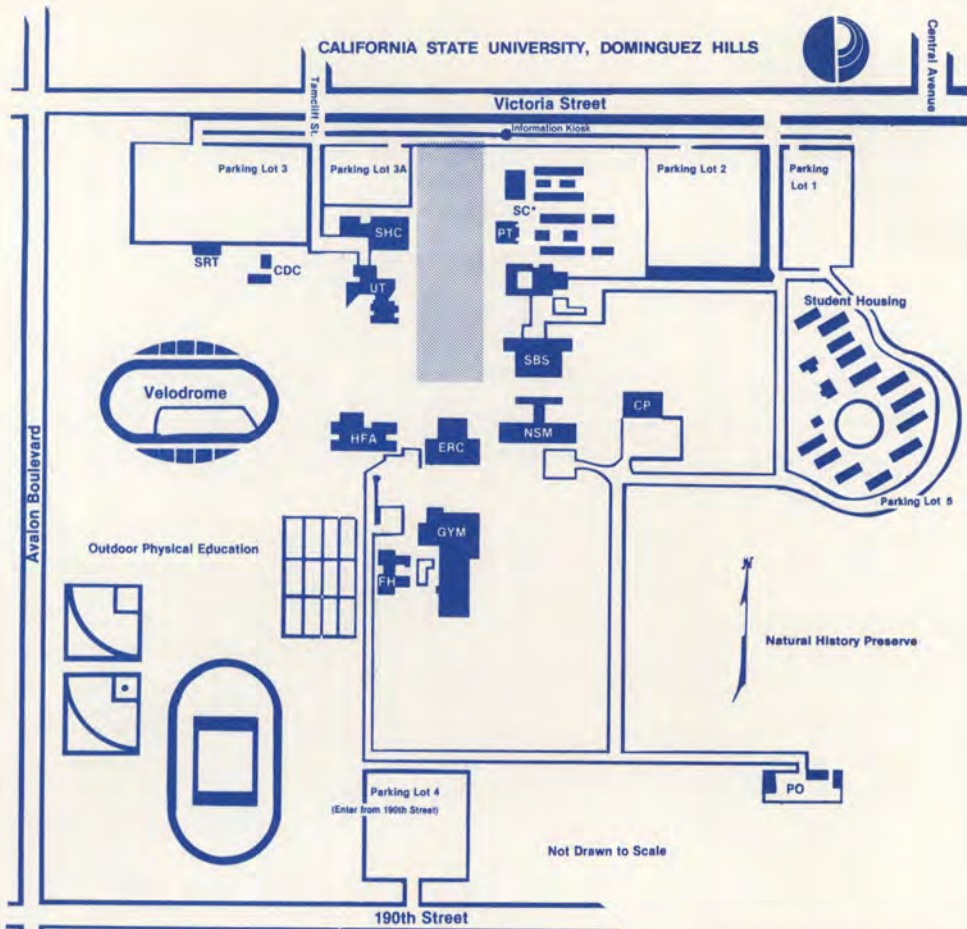 CALIFORNIA STATE UNIVERSITY, DOMINGUEZ HILLS
Central Avenue
Tamcliff St.
Victoria Street
Information Kiosk
Parking Lot 3
Parking Lot 3A
Parking Lot 2
Parking
Lot 1
SC*
SHC
PT
SRT
CDC
UT
Student Housing
SBS
Velodrome
CP
HFA
ERC
NSM
Parking Lot 5
Avalon Boulevard
GYM
Outdoor Physical Education
FH
N
Natural History Preserve
Parking Lot 4
(Enter from 190th Street)
PO
Not Drawn to Scale
190th Street